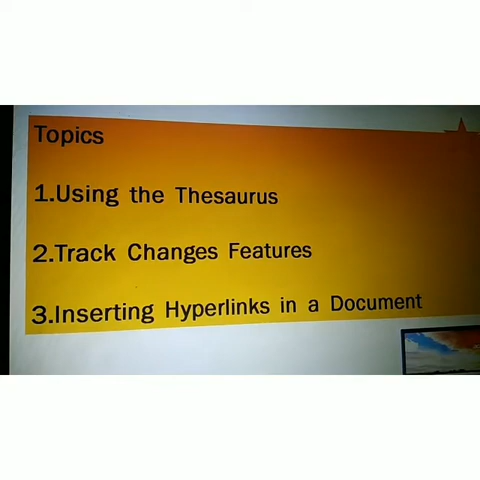 Topics
1.Using the Thesaurus
2.Track Changes Features
3.Inserting Hyperlinks in a Document